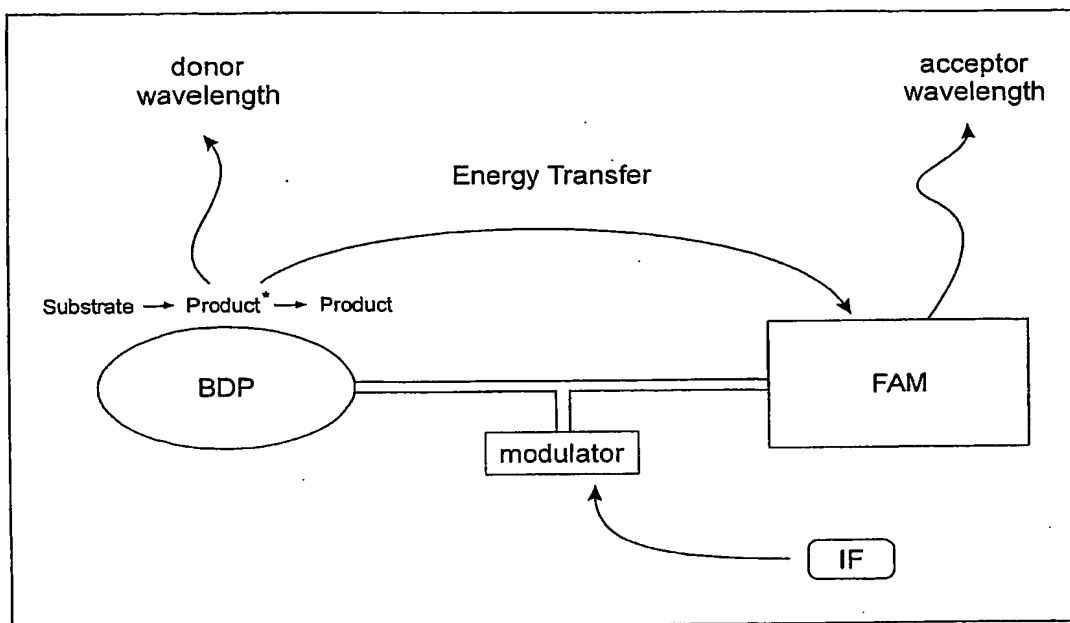 donor
wavelength
acceptor
wavelength
Energy Transfer
Substrate → Product* → Product
BDP
FAM
modulator
IF